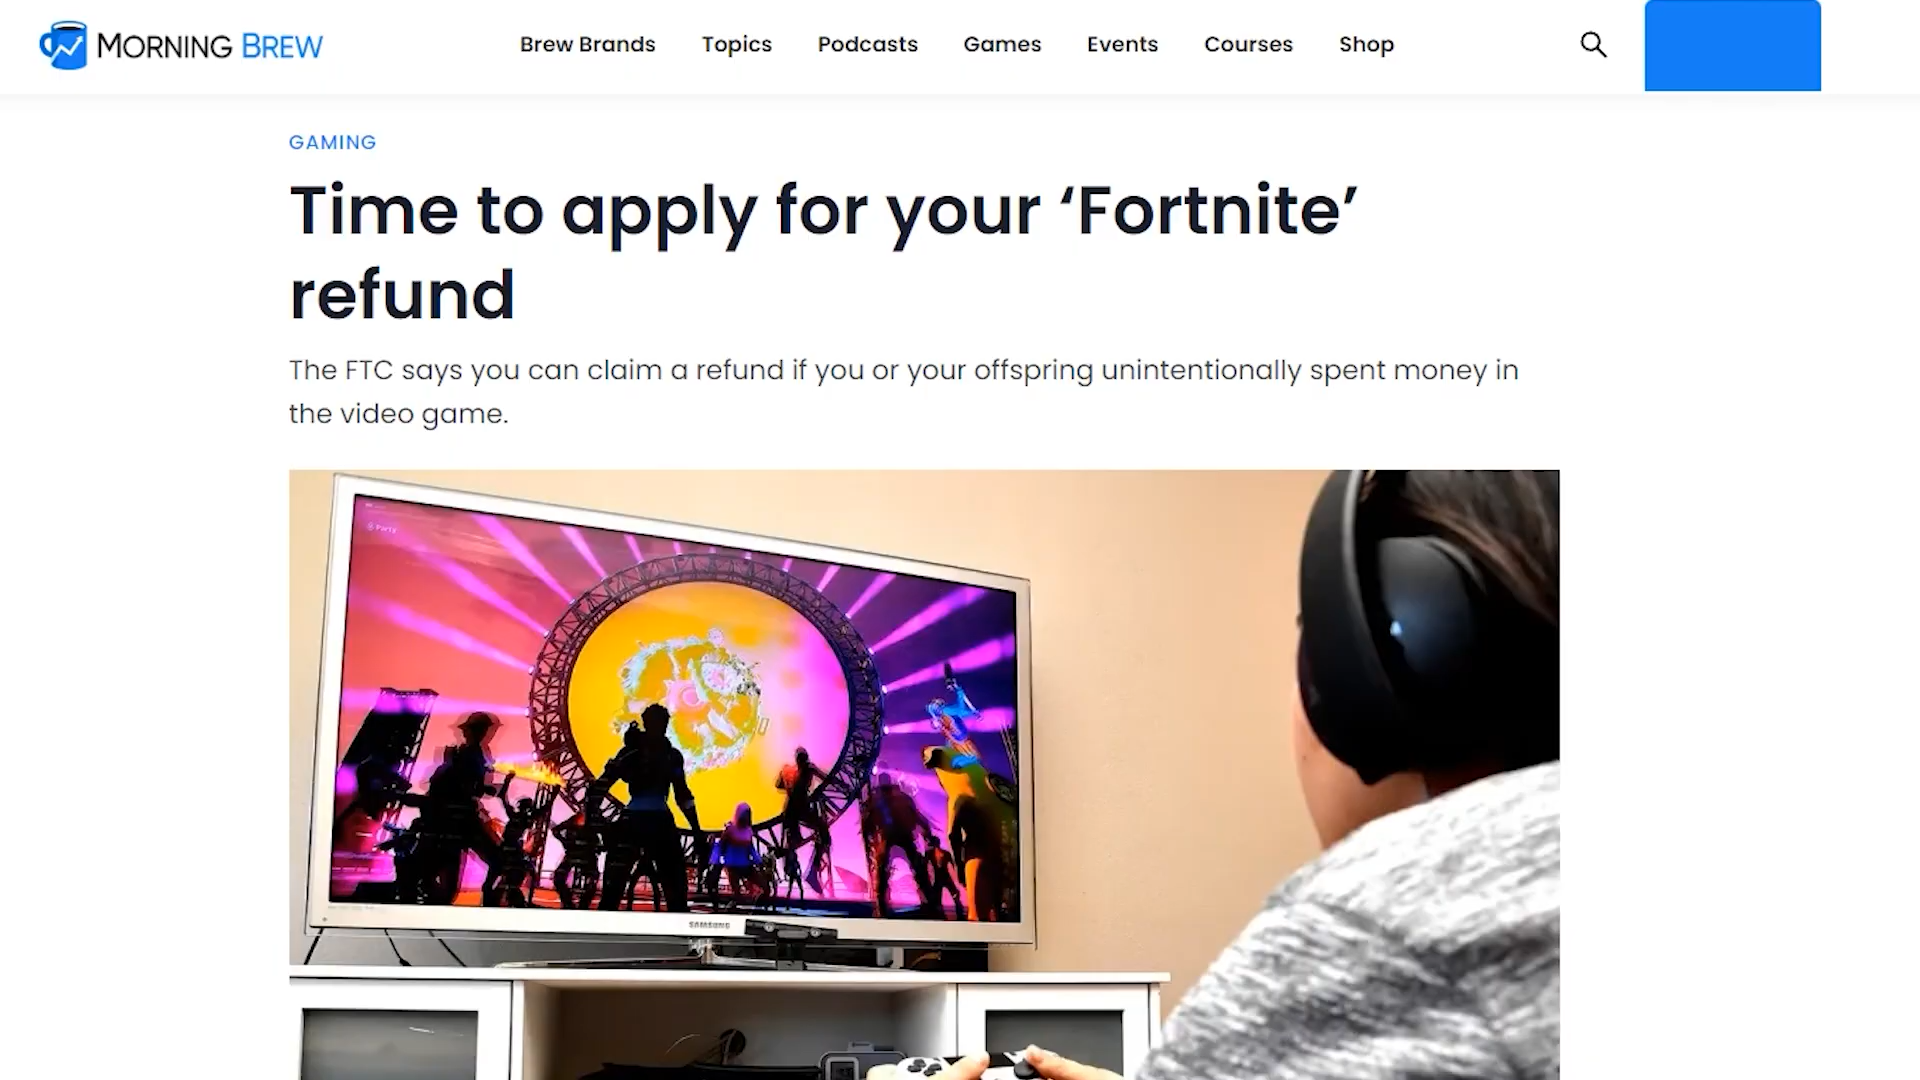 MORNING BREW
Brew Brands Topics Podcasts Games Events Courses Shop
GAMING
Time to apply for your ‘Fortnite’
refund
The FTC says you can claim a refund if you or your offspring unintentionally spent money in
the video game.
Party
SAMSUNG